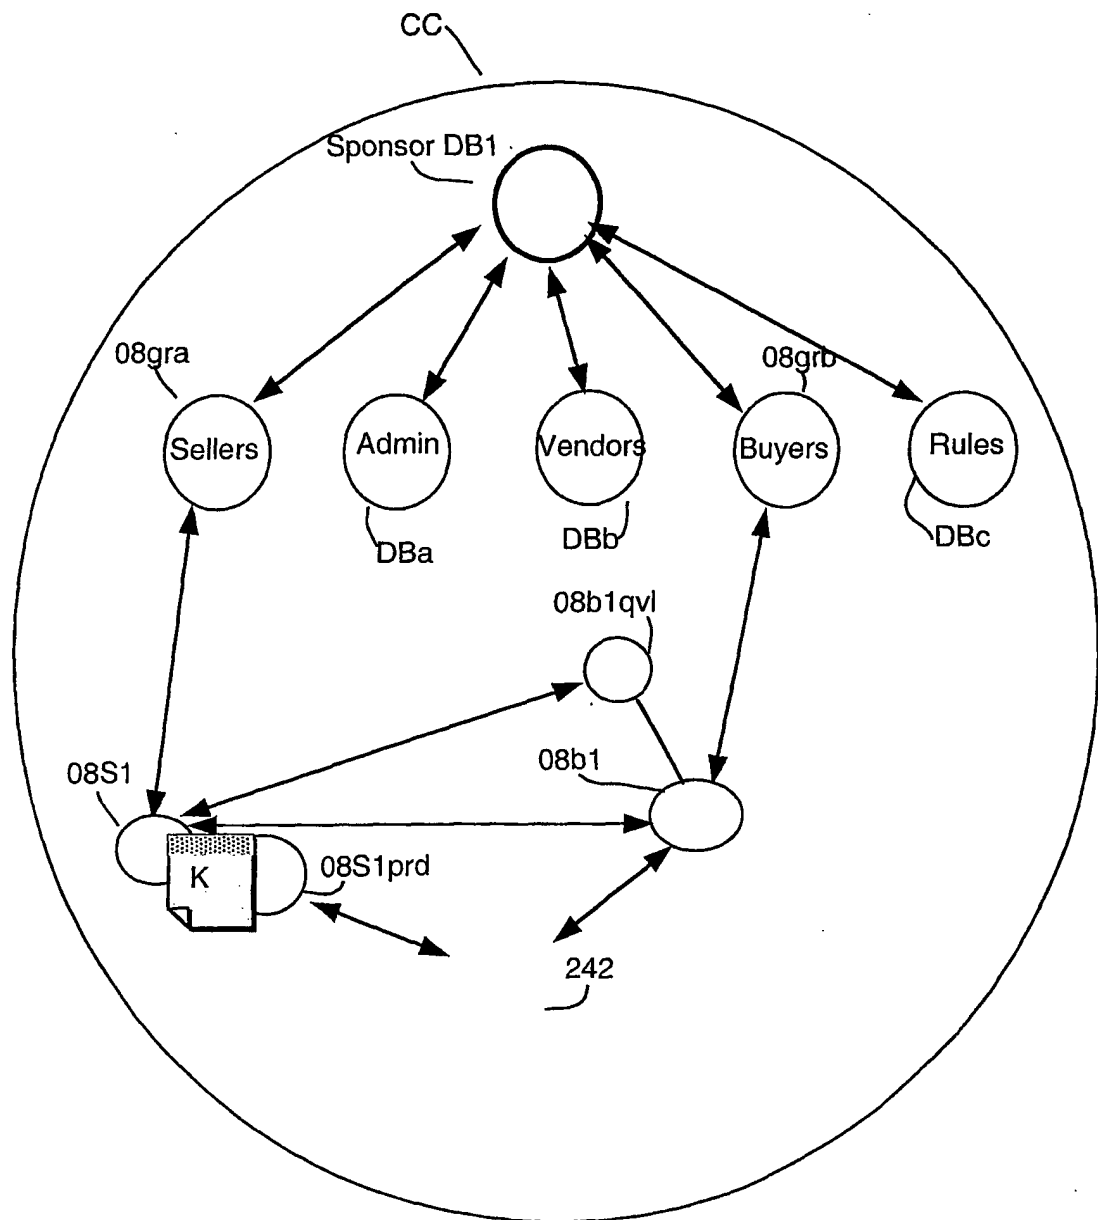 CC
Sponsor DB1
08gra
08grb
Sellers
Admin
Vendors
Buyers
Rules
DBa
DBb
DBc
08b1qvl
08b1
08S1
K
08S1prd
242